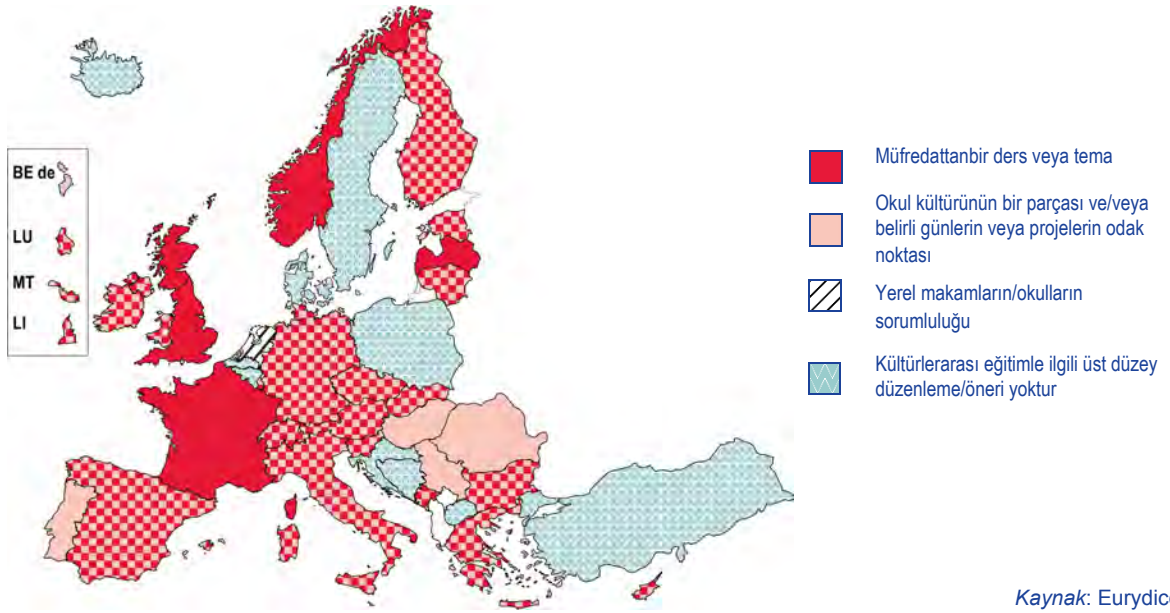 BE de
LU
MT
LI
Müfredattanbir ders veya tema
Okul kültürünün bir parçası ve/veya
belirli günlerin veya projelerin odak
noktası
Yerel makamların/okulların
sorumluluğu
Kültürlerarası eğitimle ilgili üst düzey
düzenleme/öneri yoktur
Kaynak: Eurydice